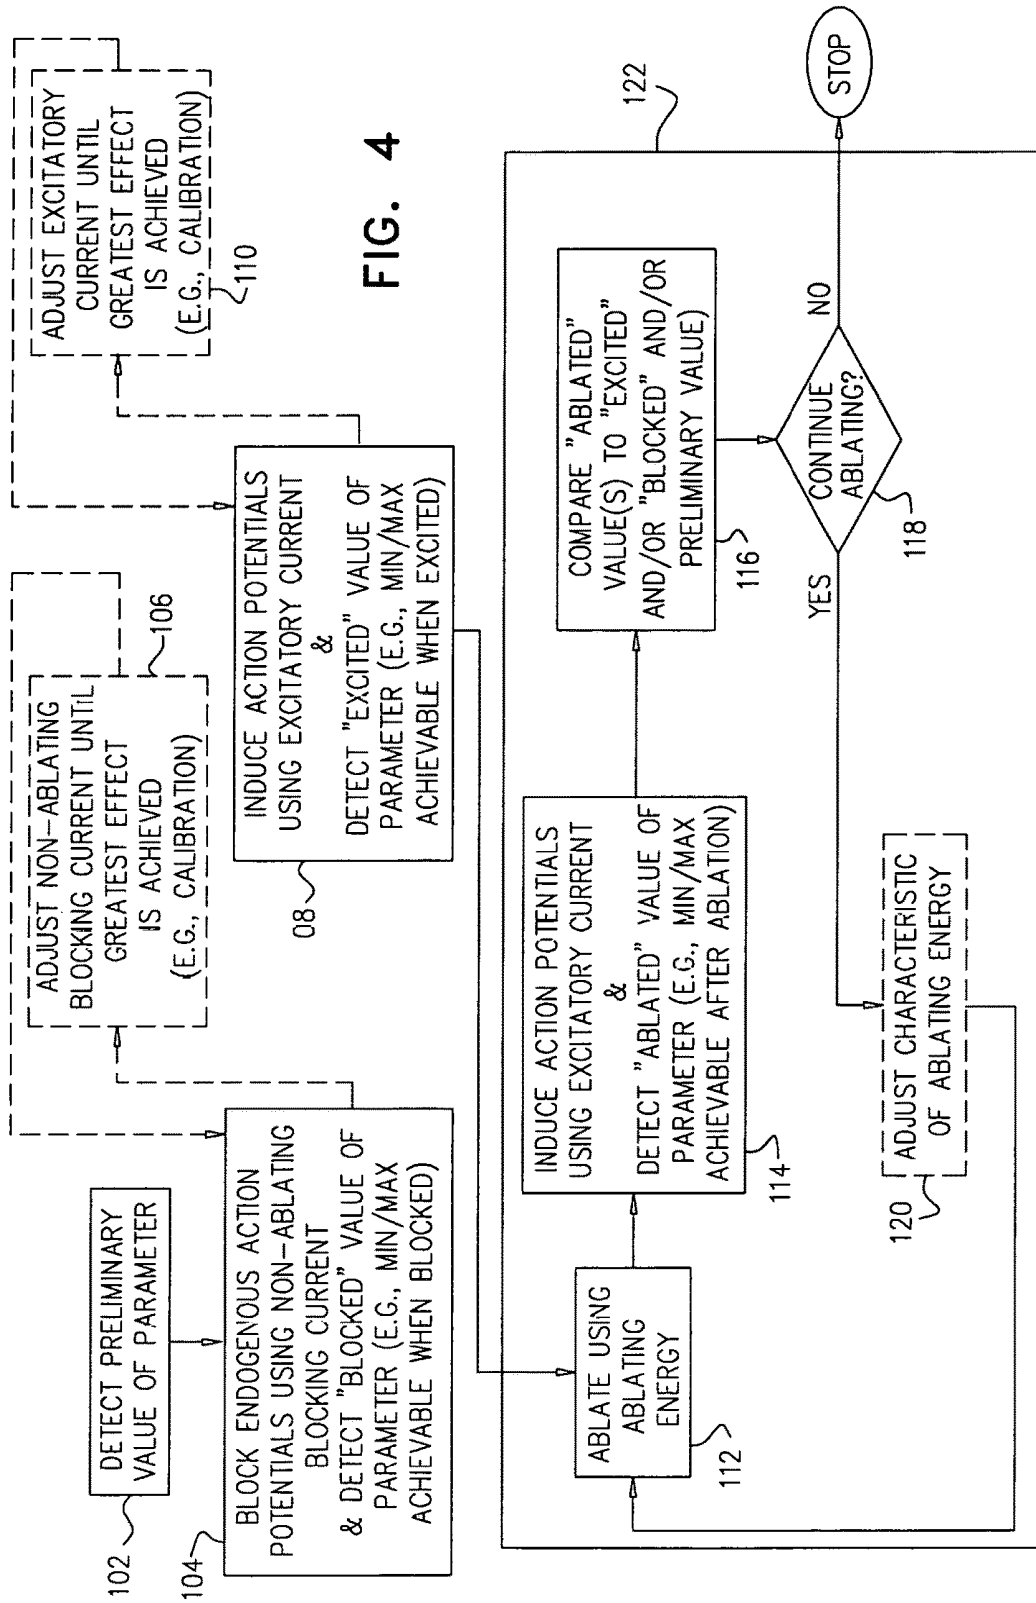 102
DETECT PRELIMINARY
VALUE OF PARAMETER
104
BLOCK ENDOGENOUS ACTION
POTENTIALS USING NON-ABLATING
BLOCKING CURRENT
& DETECT "BLOCKED" VALUE OF
PARAMETER (E.G., MIN/MAX
ACHIEVABLE WHEN BLOCKED)
ADJUST NON-ABLATING
BLOCKING CURRENT UNTIL
GREATEST EFFECT
IS ACHIEVED
(E.G., CALIBRATION)
106
08
INDUCE ACTION POTENTIALS
USING EXCITATORY CURRENT
&
DETECT "EXCITED" VALUE OF
PARAMETER (E.G., MIN/MAX
ACHIEVABLE WHEN EXCITED)
ADJUST EXCITATORY
CURRENT UNTIL
GREATEST EFFECT
IS ACHIEVED
(E.G., CALIBRATION)
110
FIG. 4
122
ABLATE USING
ABLATING
ENERGY
112
INDUCE ACTION POTENTIALS
USING EXCITATORY CURRENT
&
DETECT "ABLATED" VALUE OF
PARAMETER (E.G., MIN/MAX
ACHIEVABLE AFTER ABLATION)
114
COMPARE "ABLATED"
VALUE(S) TO "EXCITED"
AND/OR "BLOCKED" AND/OR
PRELIMINARY VALUE)
116
CONTINUE
ABLATING?
118
YES
NO
STOP
120
ADJUST CHARACTERISTIC
OF ABLATING ENERGY